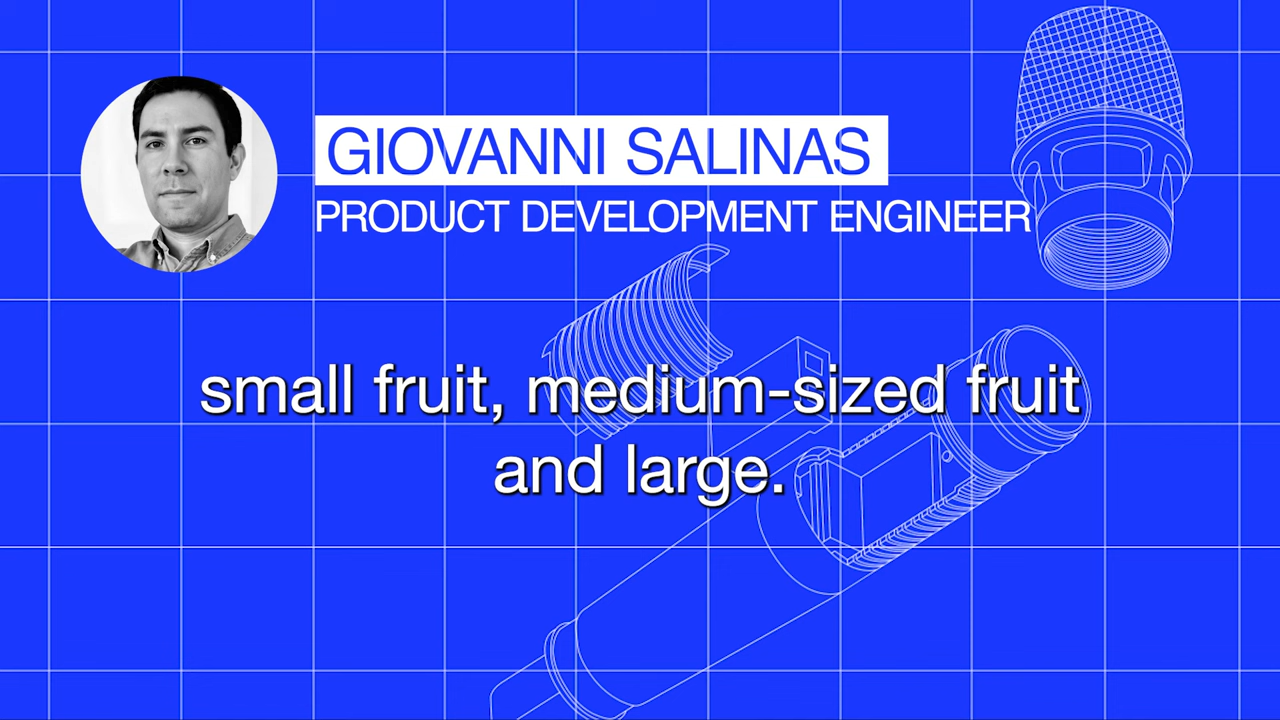 GIOVANNI SALINAS
PRODUCT DEVELOPMENT ENGINEER
small fruit, medium-sized fruit
and large.